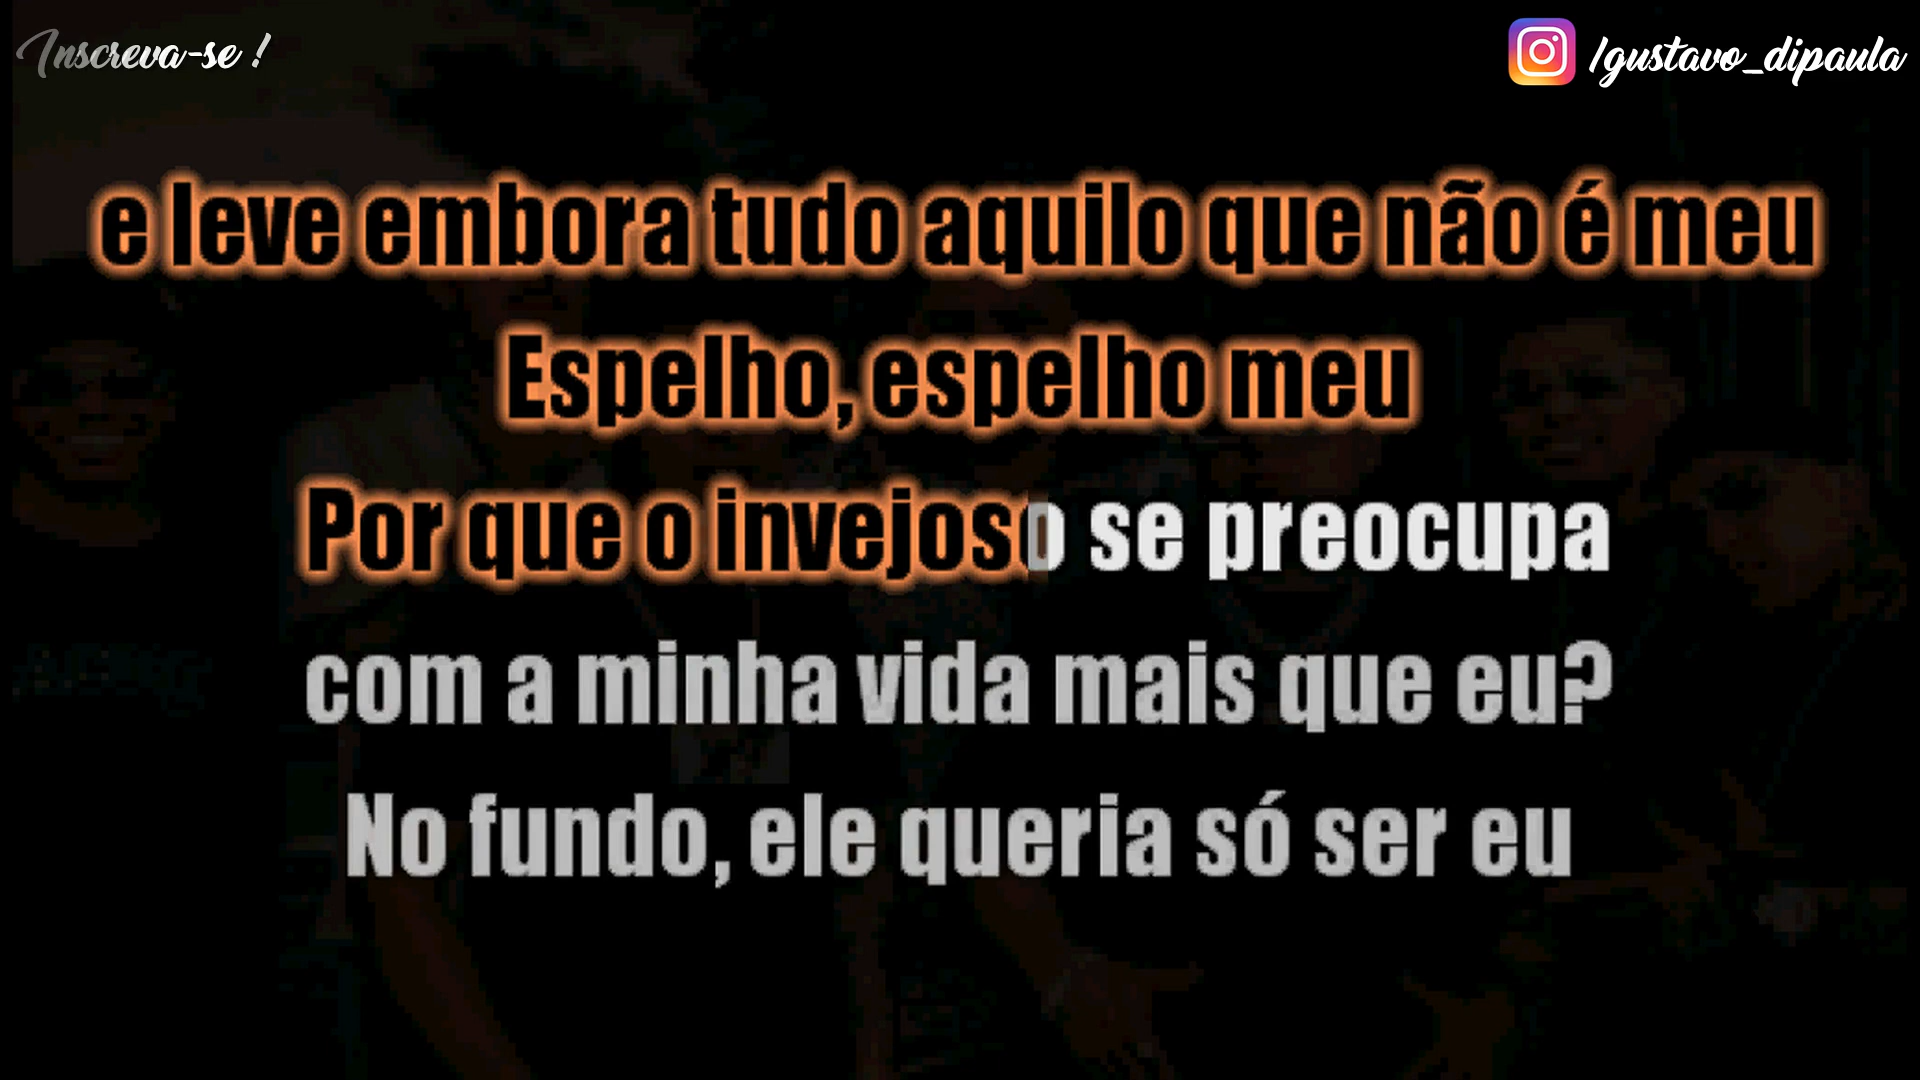 Inscreva-se !
/gustavo_dipaula
e leve embora tudo aquilo que não é meu
Espelho, espelho meu
Por que o invejoso se preocupa
com a minha vida mais que eu?
No fundo, ele queria só ser eu